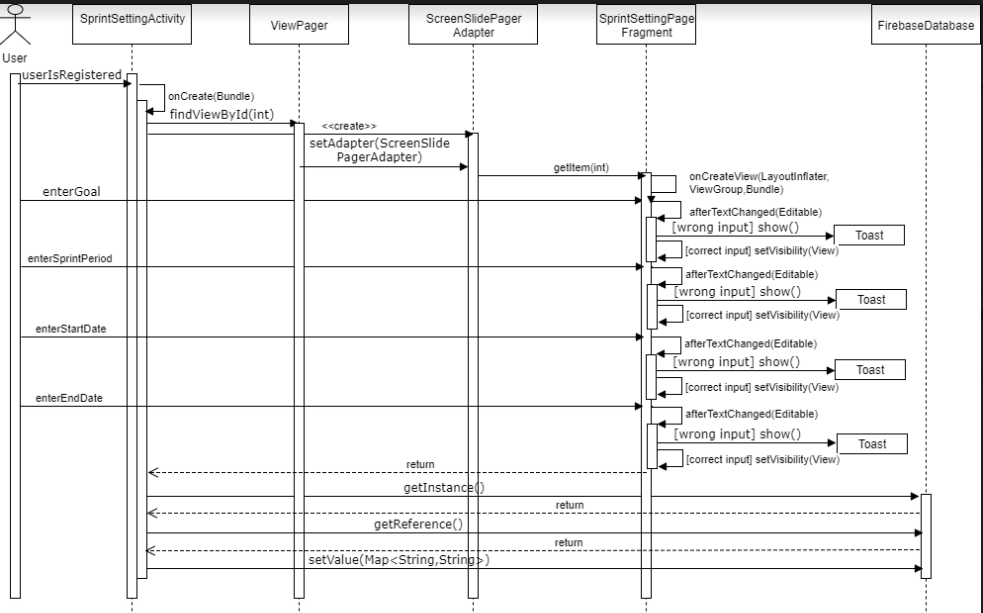 SprintSettingActivity
ViewPager
ScreenSlidePager
Adapter
SprintSettingPage
Fragment
FirebaseDatabase
User
userIsRegistered
onCreate(Bundle)
findViewById(int)
<<create>>
setAdapter(ScreenSlide
PagerAdapter)
getItem(int)
onCreateView(LayoutInflater,
ViewGroup,Bundle)
enterGoal
afterTextChanged(Editable)
[wrong input] show()
Toast
[correct input] setVisibility(View)
enterSprintPeriod
afterTextChanged(Editable)
[wrong input] show()
Toast
[correct input] setVisibility(View)
enterStartDate
afterTextChanged(Editable)
[wrong input] show()
Toast
[correct input] setVisibility(View)
enterEndDate
afterTextChanged(Editable)
[wrong input] show()
Toast
[correct input] setVisibility(View)
return
getInstance()
return
getReference()
return
setValue(Map<String,String>)